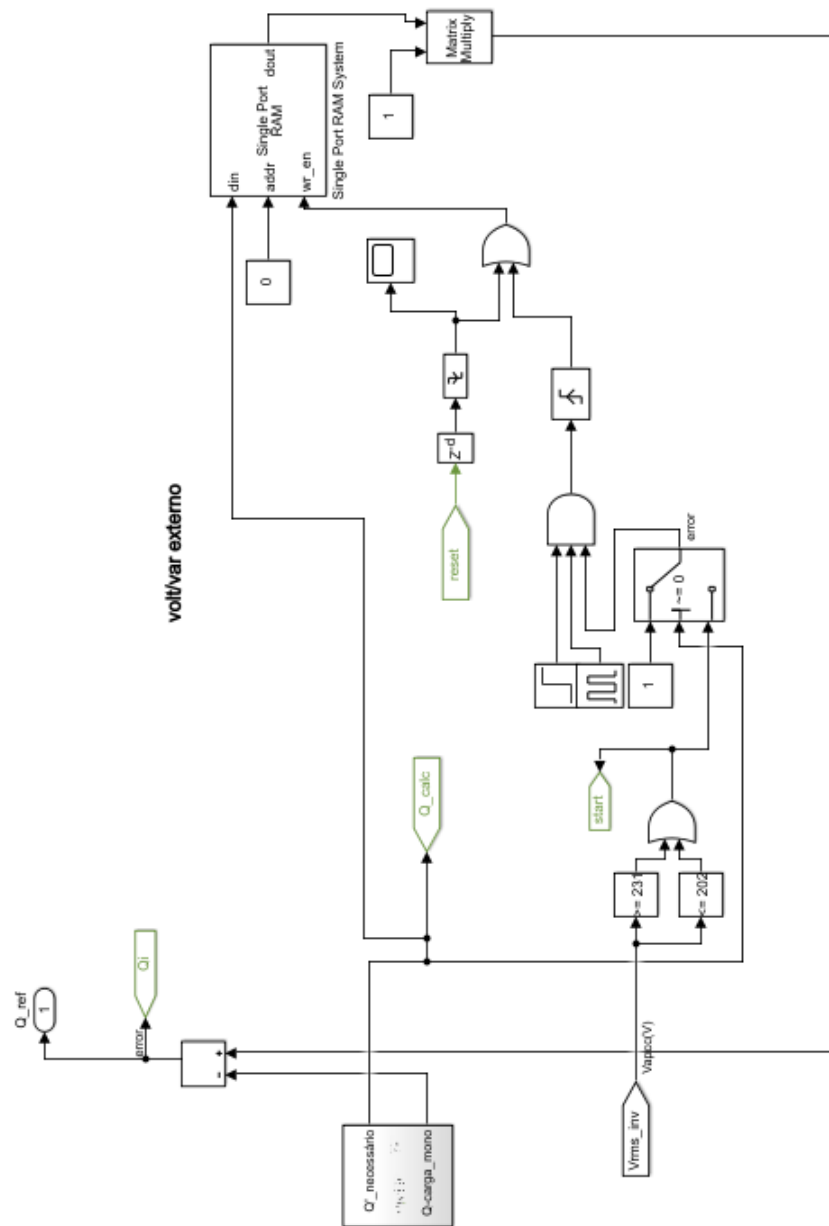 Q_ref
1
error
Qi
volt/var externo
-
+
din
addr
wr_en
Single Port
RAM
dout
Single Port RAM System
0
Q'_necessário
Q-carga_mono
Q_calc
1
Matrix
Multiply
reset
Z-d
start
Vrms_inv
Vapcc(V)
>= 231
<= 202
1
~= 0
error